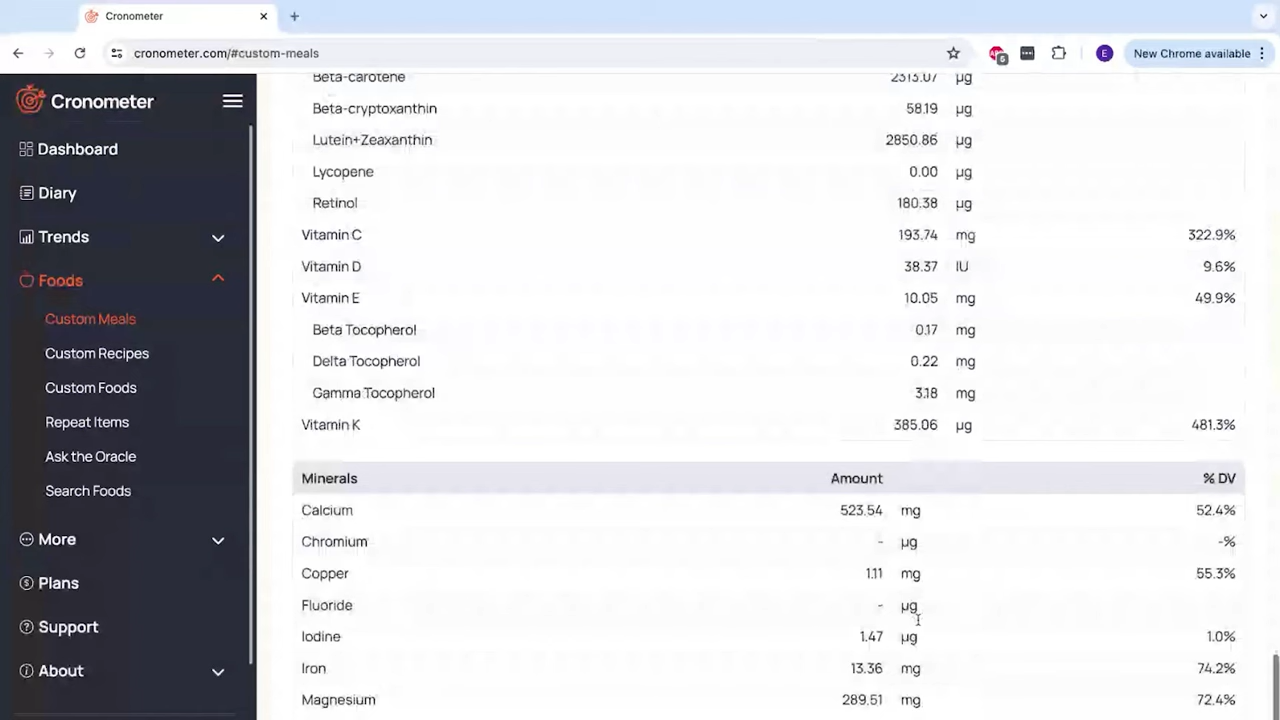 Cronometer
cronometer.com/#custom-meals
6
E
New Chrome available
Cronometer
Dashboard
Diary
Trends
Foods
Custom Meals
Custom Recipes
Custom Foods
Repeat Items
Ask the Oracle
Search Foods
More
Plans
Support
About
Beta-carotene 2313.07 µg
Beta-cryptoxanthin 58.19 µg
Lutein+Zeaxanthin 2850.86 µg
Lycopene 0.00 µg
Retinol 180.38 µg
Vitamin C 193.74 mg 322.9%
Vitamin D 38.37 IU 9.6%
Vitamin E 10.05 mg 49.9%
Beta Tocopherol 0.17 mg
Delta Tocopherol 0.22 mg
Gamma Tocopherol 3.18 mg
Vitamin K 385.06 µg 481.3%
Minerals Amount % DV
Calcium 523.54 mg 52.4%
Chromium - µg -%
Copper 1.11 mg 55.3%
Fluoride - µg
Iodine 1.47 µg 1.0%
Iron 13.36 mg 74.2%
Magnesium 289.51 mg 72.4%